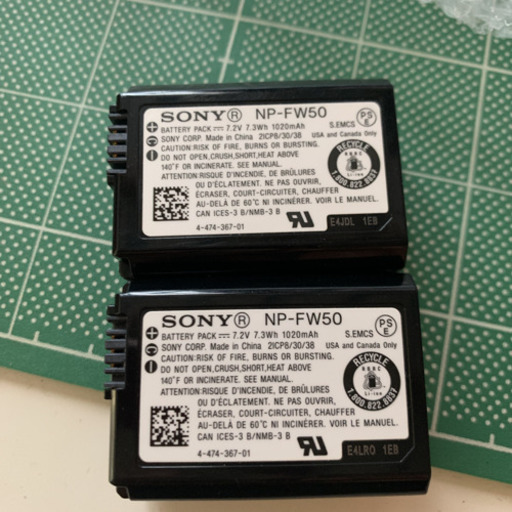 SONY® NP-FW50
BATTERY PACK 7.2V 7.3Wh 1020mAh S.EMCS PSE
SONY CORP. Made in China 2ICP8/30/38 USA and Canada Only
CAUTION:RISK OF FIRE, BURNS OR BURSTING.
DO NOT OPEN,CRUSH,SHORT,HEAT ABOVE
140°F OR INCINERATE. SEE MANUAL.
ATTENTION:RISQUE D'INCENDIE, DE BRÛLURES
OU D'ÉCLATEMENT. NE PAS OUVRIR,
ÉCRASER, COURT-CIRCUITER, CHAUFFER
AU-DELÀ DE 60°C NI INCINÉRER. VOIR LE MANUEL.
CAN ICES-3 B/NMB-3 B
4-474-367-01
RECYCLE
RBRC
Li-ion
1.800.822.8837
E4JDL 1EB
SONY® NP-FW50
BATTERY PACK 7.2V 7.3Wh 1020mAh S.EMCS PSE
SONY CORP. Made in China 2ICP8/30/38 USA and Canada Only
CAUTION:RISK OF FIRE, BURNS OR BURSTING.
DO NOT OPEN,CRUSH,SHORT,HEAT ABOVE
140°F OR INCINERATE. SEE MANUAL.
ATTENTION:RISQUE D'INCENDIE, DE BRÛLURES
OU D'ÉCLATEMENT. NE PAS OUVRIR,
ÉCRASER, COURT-CIRCUITER, CHAUFFER
AU-DELÀ DE 60°C NI INCINÉRER. VOIR LE MANUEL.
CAN ICES-3 B/NMB-3 B
4-474-367-01
RECYCLE
RBRC
Li-ion
1.800.822.8837
E4LRO 1EB